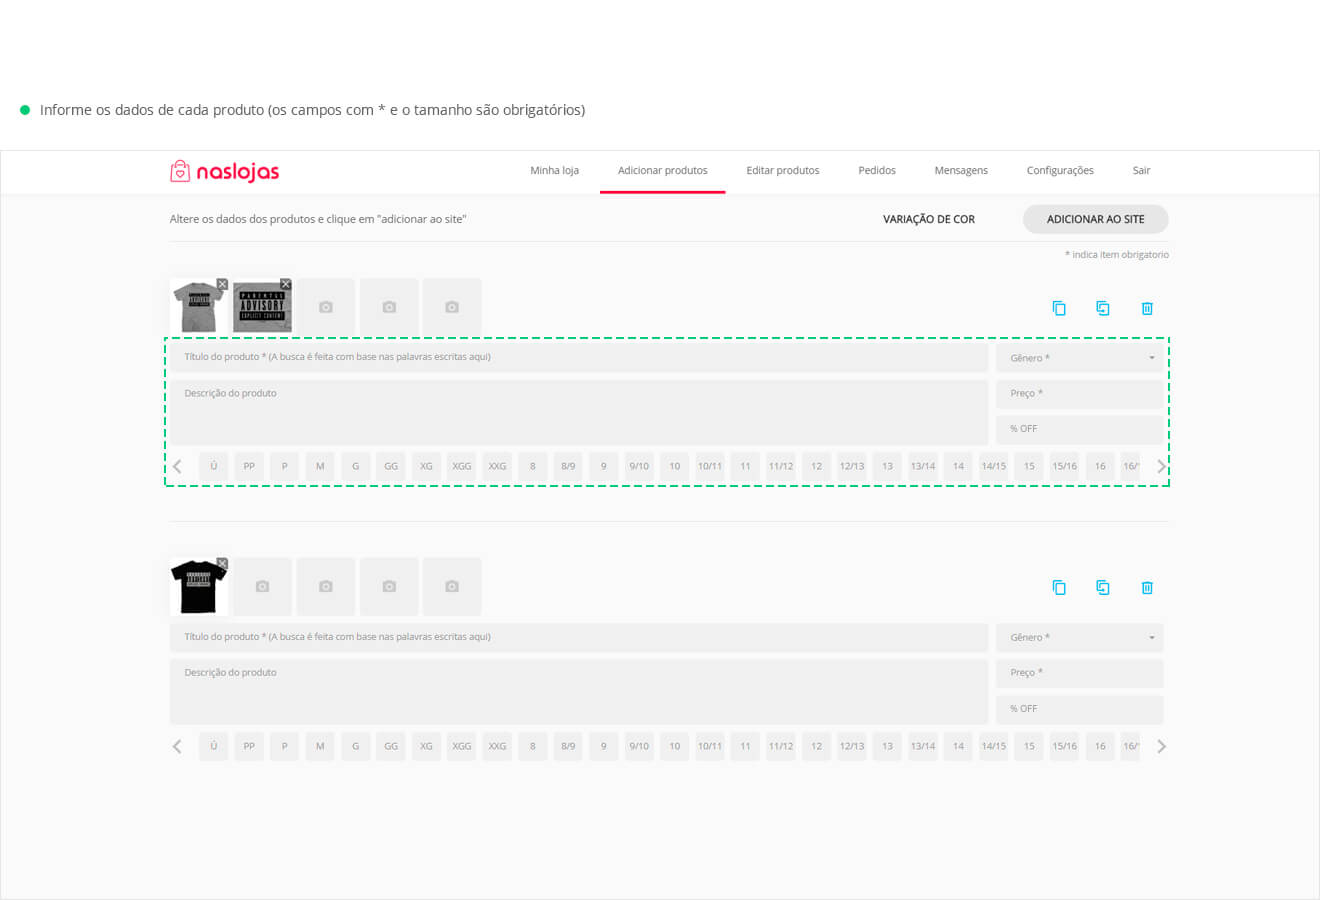 Informe os dados de cada produto (os campos com * e o tamanho são obrigatórios)
naslojas
Minha loja Adicionar produtos Editar produtos Pedidos Mensagens Configurações Sair
Altere os dados dos produtos e clique em "adicionar ao site" VARIAÇÃO DE COR ADICIONAR AO SITE
* indica item obrigatorio
PARENTAL
ADVISORY
EXPLICIT CONTENT
Título do produto * (A busca é feita com base nas palavras escritas aqui) Gênero *
Descrição do produto Preço *
% OFF
Ú PP P M G GG XG XGG XXG 8 8/9 9 9/10 10 10/11 11 11/12 12 12/13 13 13/14 14 14/15 15 15/16 16 16/
Título do produto * (A busca é feita com base nas palavras escritas aqui) Gênero *
Descrição do produto Preço *
% OFF
Ú PP P M G GG XG XGG XXG 8 8/9 9 9/10 10 10/11 11 11/12 12 12/13 13 13/14 14 14/15 15 15/16 16 16/